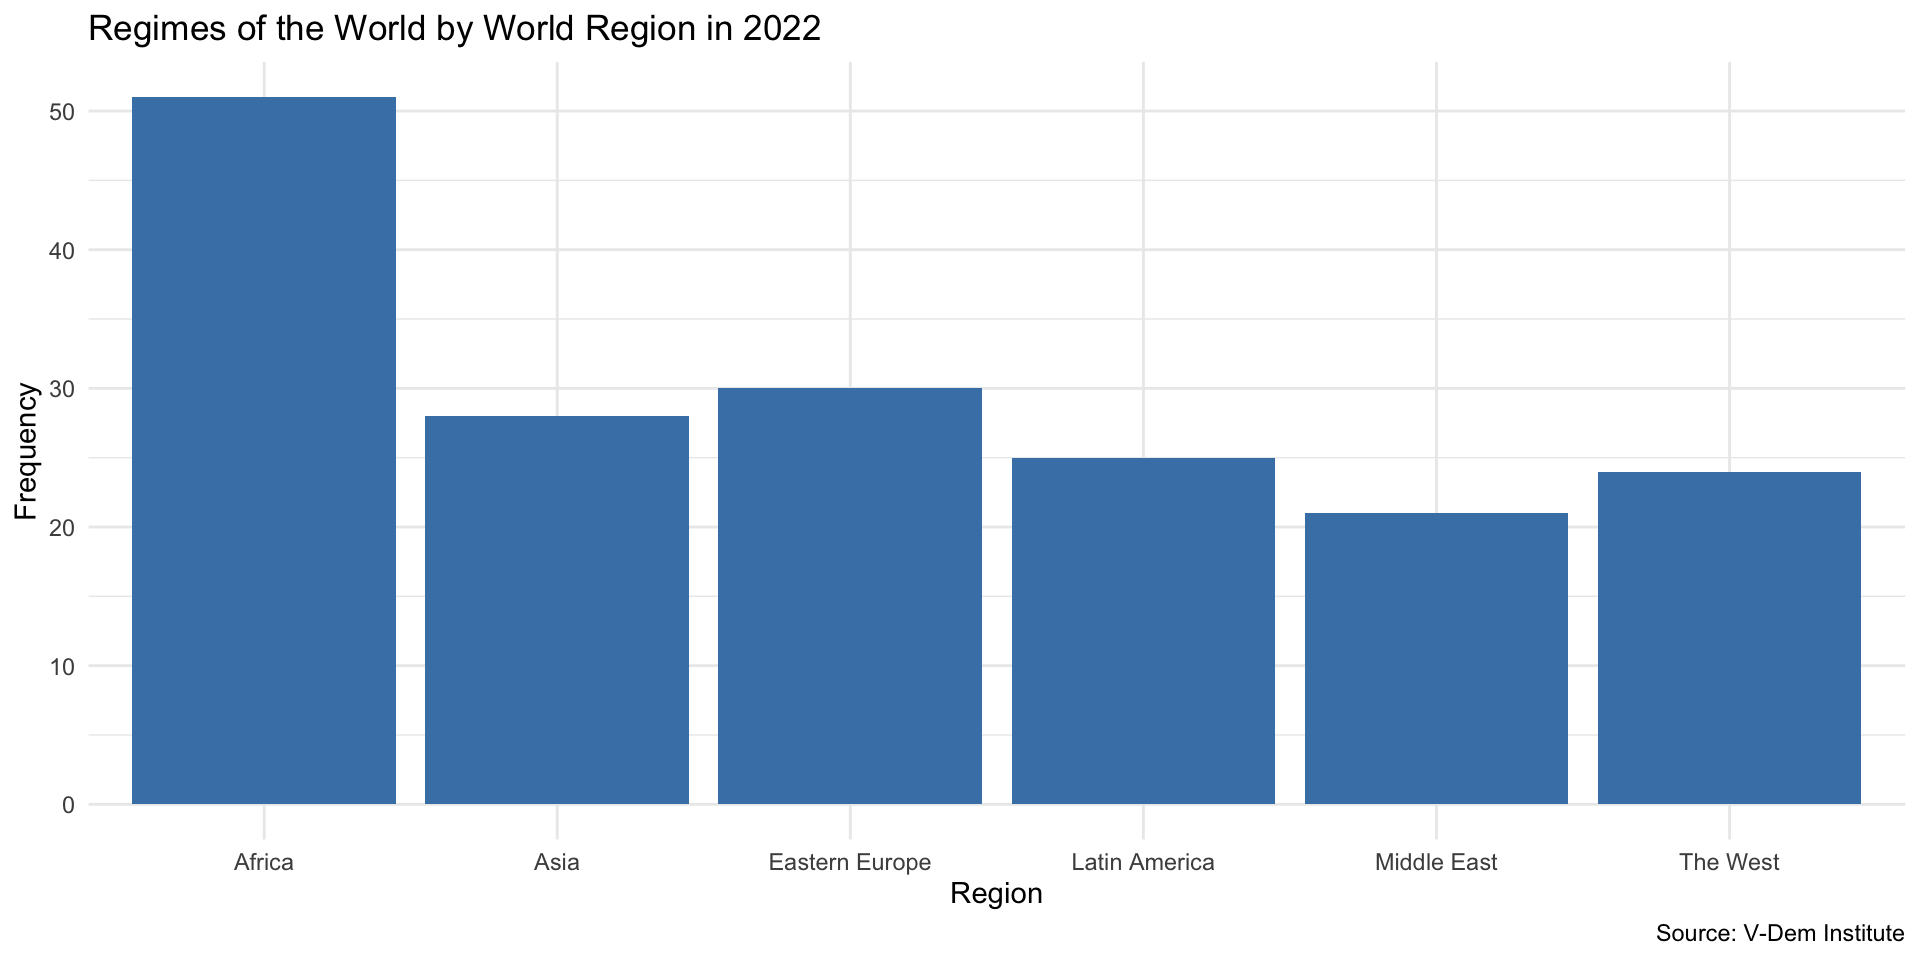 Regimes of the World by World Region in 2022
Frequency
50
40
30
20
10
0
Africa
Asia
Eastern Europe
Latin America
Middle East
The West
Region
Source: V-Dem Institute